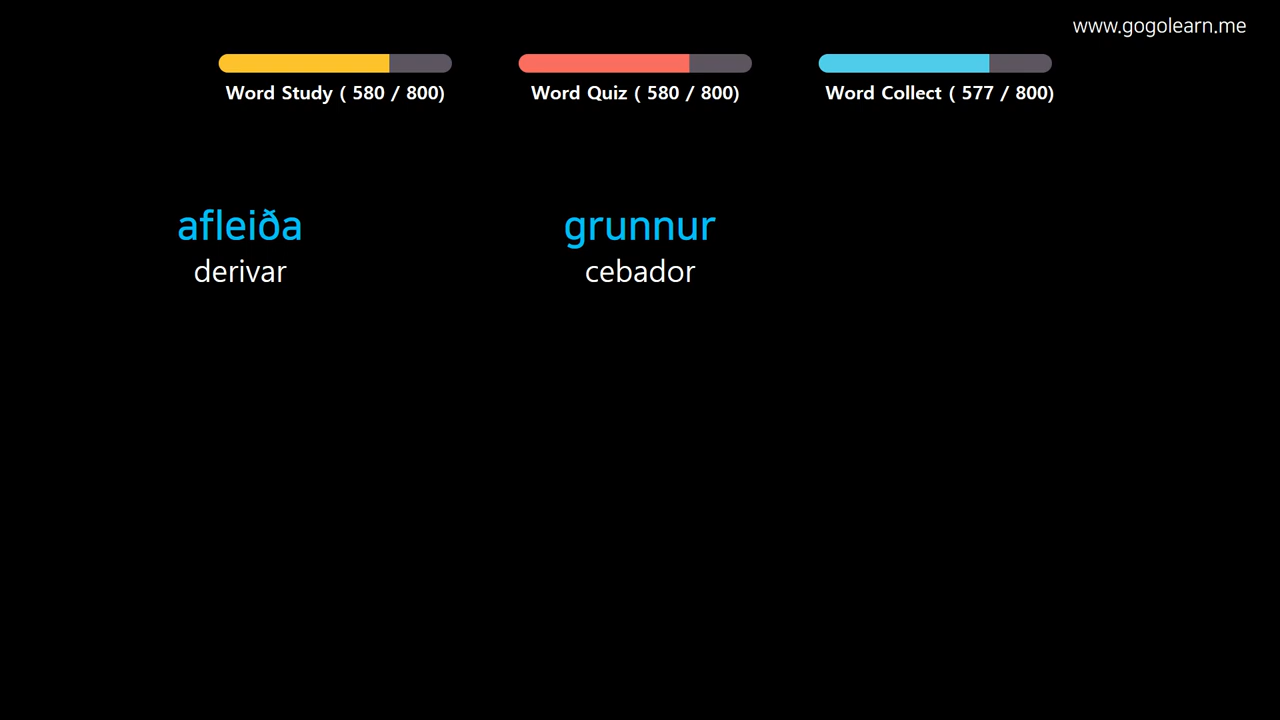 www.gogolearn.me
Word Study ( 580 / 800)
Word Quiz ( 580 / 800)
Word Collect ( 577 / 800)
afleiða
derivar
grunnur
cebador